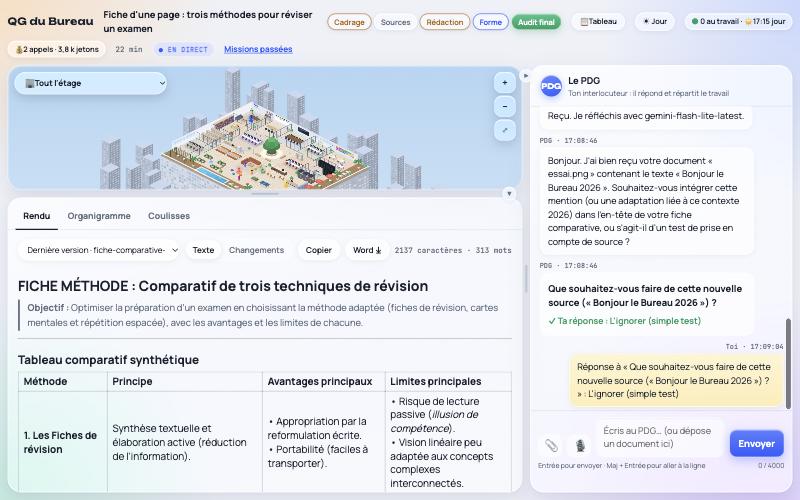 QG du Bureau
Fiche d'une page : trois méthodes pour réviser
un examen
Cadrage
Sources
Rédaction
Forme
Audit final
Tableau
☀ Jour
0 au travail · 17:15 jour
2 appels · 3,8 k jetons
22 min
EN DIRECT
Missions passées
Tout l'étage
+
−
Rendu
Organigramme
Coulisses
Dernière version · fiche-comparative-
Texte
Changements
Copier
Word
2137 caractères · 313 mots
FICHE MÉTHODE : Comparatif de trois techniques de révision
Objectif : Optimiser la préparation d'un examen en choisissant la méthode adaptée (fiches de révision, cartes
mentales et répétition espacée), avec les avantages et les limites de chacune.
Tableau comparatif synthétique
Méthode
Principe
Avantages principaux
Limites principales
1. Les Fiches de
révision
Synthèse textuelle et
élaboration active (réduction
de l'information).
• Appropriation par la
reformulation écrite.
• Portabilité (faciles à
transporter).
• Risque de lecture
passive (illusion de
compétence).
• Vision linéaire peu
adaptée aux concepts
complexes
interconnectés.
PDG
Le PDG
Ton interlocuteur : il répond et répartit le travail
Reçu. Je réfléchis avec gemini-flash-lite-latest.
PDG · 17:08:46
Bonjour. J'ai bien reçu votre document «
essai.png » contenant le texte « Bonjour le
Bureau 2026 ». Souhaitez-vous intégrer cette
mention (ou une adaptation liée à ce contexte
2026) dans l'en-tête de votre fiche
comparative, ou s'agit-il d'un test de prise en
compte de source ?
PDG · 17:08:46
Que souhaitez-vous faire de cette nouvelle
source (« Bonjour le Bureau 2026 ») ?
✓ Ta réponse : L'ignorer (simple test)
Toi · 17:09:04
Réponse à « Que souhaitez-vous faire de cette
nouvelle source (« Bonjour le Bureau 2026 ») ?
» : L'ignorer (simple test)
Écris au PDG… (ou dépose
un document ici)
Envoyer
Entrée pour envoyer · Maj + Entrée pour aller à la ligne
0 / 4000